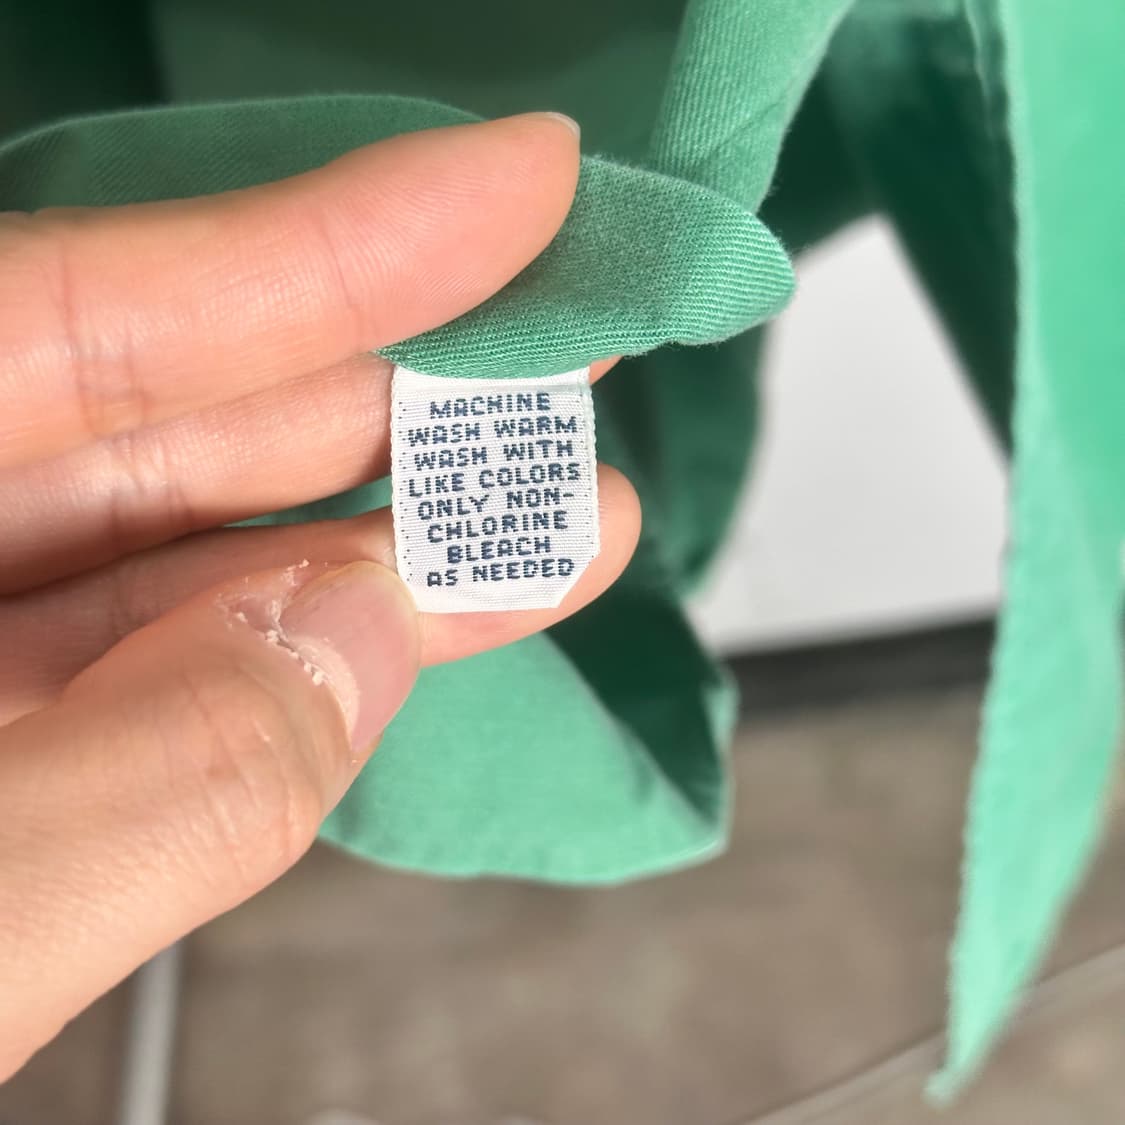 MACHINE
WASH WARM
WASH WITH
LIKE COLORS
ONLY NON-
CHLORINE
BLEACH
AS NEEDED